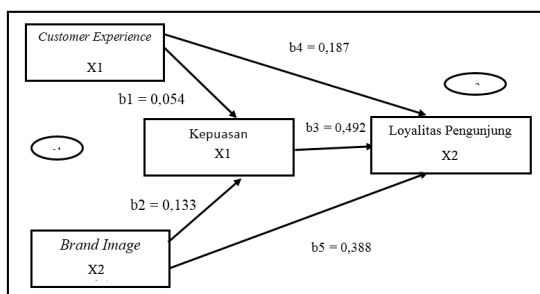 Customer Experience
X1
b4 = 0,187
b1 = 0,054
Kepuasan
X1
b3 = 0,492
Loyalitas Pengunjung
X2
b2 = 0,133
Brand Image
X2
b5 = 0,388